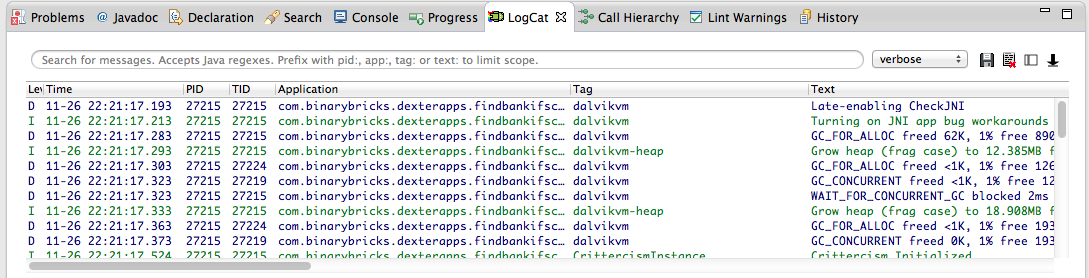 Problems @ Javadoc Declaration Search Console Progress LogCat Call Hierarchy Lint Warnings History
Search for messages. Accepts Java regexes. Prefix with pid:, app:, tag: or text: to limit scope. verbose
Le Time PID TID Application Tag Text
D 11-26 22:21:17.193 27215 27215 com.binarybricks.dexterapps.findbankifsc… dalvikvm Late-enabling CheckJNI
I 11-26 22:21:17.213 27215 27215 com.binarybricks.dexterapps.findbankifsc… dalvikvm Turning on JNI app bug workarounds
D 11-26 22:21:17.283 27215 27215 com.binarybricks.dexterapps.findbankifsc… dalvikvm GC_FOR_ALLOC freed 62K, 1% free 890
I 11-26 22:21:17.293 27215 27215 com.binarybricks.dexterapps.findbankifsc… dalvikvm-heap Grow heap (frag case) to 12.385MB f
D 11-26 22:21:17.303 27215 27224 com.binarybricks.dexterapps.findbankifsc… dalvikvm GC_FOR_ALLOC freed <1K, 1% free 126
D 11-26 22:21:17.323 27215 27219 com.binarybricks.dexterapps.findbankifsc… dalvikvm GC_CONCURRENT freed <1K, 1% free 12
D 11-26 22:21:17.323 27215 27215 com.binarybricks.dexterapps.findbankifsc… dalvikvm WAIT_FOR_CONCURRENT_GC blocked 2ms
I 11-26 22:21:17.333 27215 27215 com.binarybricks.dexterapps.findbankifsc… dalvikvm-heap Grow heap (frag case) to 18.908MB f
D 11-26 22:21:17.363 27215 27224 com.binarybricks.dexterapps.findbankifsc… dalvikvm GC_FOR_ALLOC freed <1K, 1% free 193
D 11-26 22:21:17.373 27215 27219 com.binarybricks.dexterapps.findbankifsc… dalvikvm GC_CONCURRENT freed 0K, 1% free 193
I 11-26 22:21:17.524 27215 27215 com.binarybricks.dexterapps.findbankifsc… CrittercismInstance Crittercism Initialized.